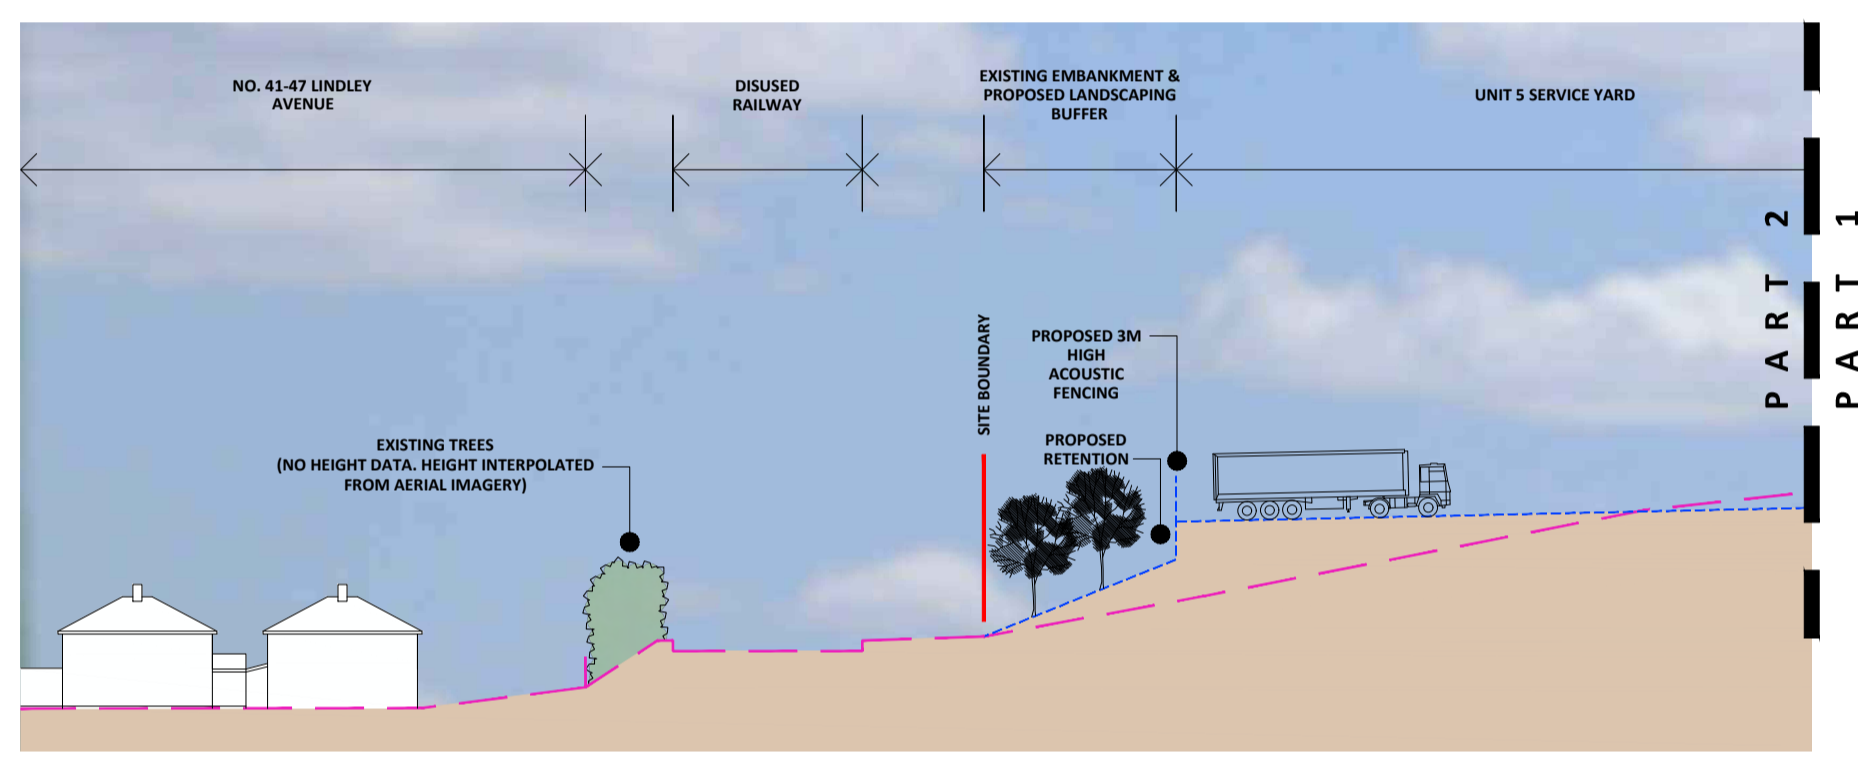 NO. 41-47 LINDLEY
AVENUE
DISUSED
RAILWAY
EXISTING EMBANKMENT &
PROPOSED LANDSCAPING
BUFFER
UNIT 5 SERVICE YARD
PART 2
PART 1
SITE BOUNDARY
PROPOSED 3M
HIGH
ACOUSTIC
FENCING
PROPOSED
RETENTION
EXISTING TREES
(NO HEIGHT DATA. HEIGHT INTERPOLATED
FROM AERIAL IMAGERY)